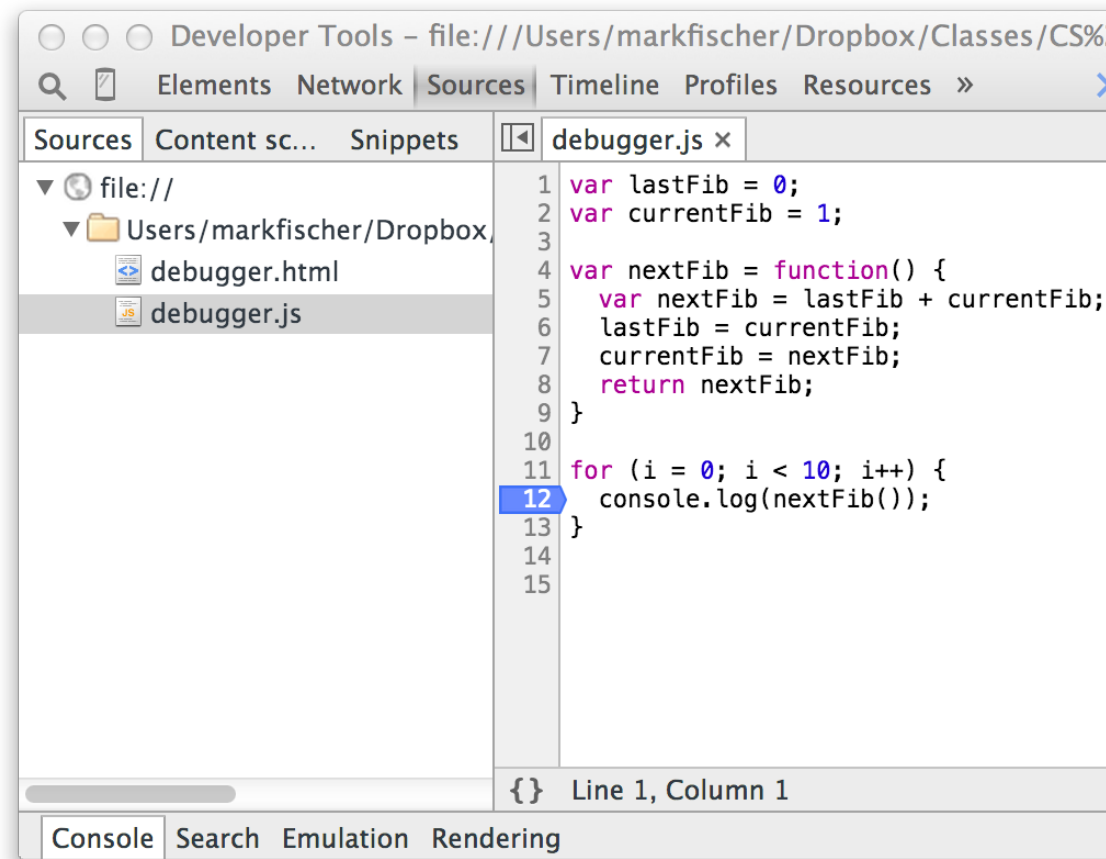 Developer Tools – file:///Users/markfischer/Dropbox/Classes/CS%
Elements Network Sources Timeline Profiles Resources »
Sources Content sc... Snippets debugger.js ×
file://
Users/markfischer/Dropbox
debugger.html
debugger.js
1 var lastFib = 0;
2 var currentFib = 1;
3
4 var nextFib = function() {
5   var nextFib = lastFib + currentFib;
6   lastFib = currentFib;
7   currentFib = nextFib;
8   return nextFib;
9 }
10
11 for (i = 0; i < 10; i++) {
12   console.log(nextFib());
13 }
14
15
{} Line 1, Column 1
Console Search Emulation Rendering